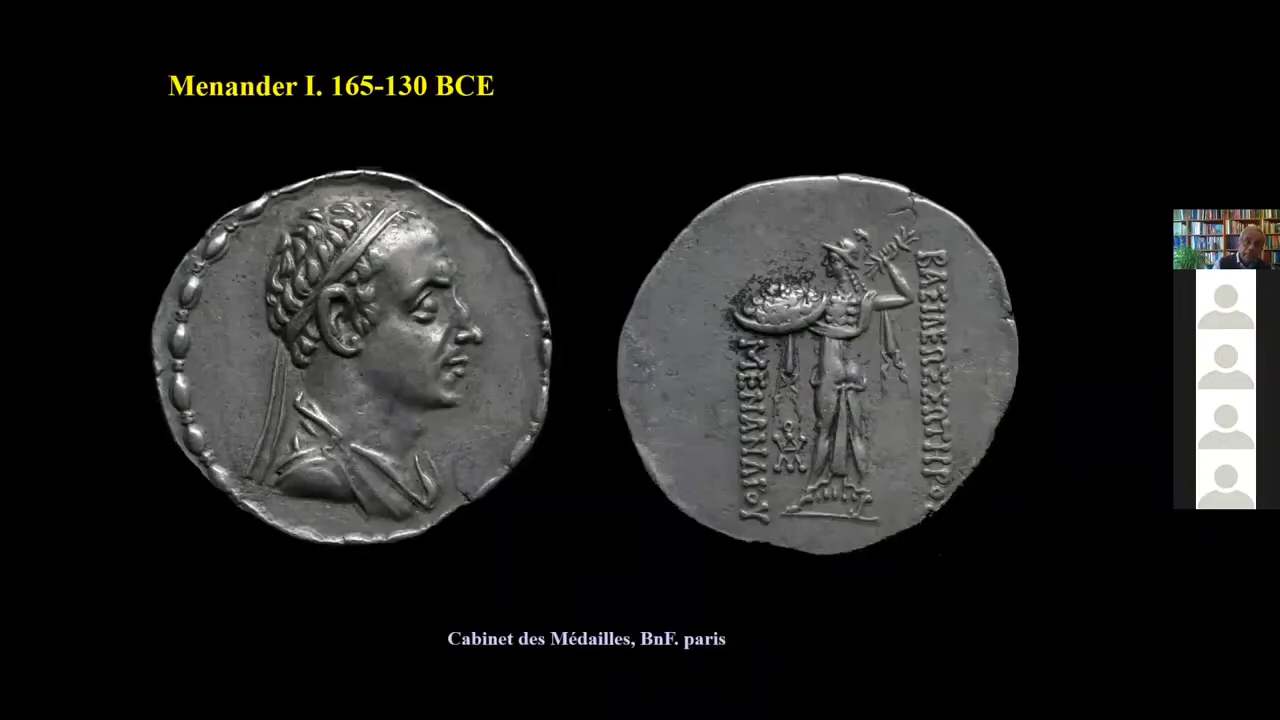 Menander I. 165-130 BCE
ΒΑΣΙΛΕΩΣ ΣΩΤΗΡΟΣ
ΜΕΝΑΝΔΡΟΥ
Cabinet des Médailles, BnF. paris